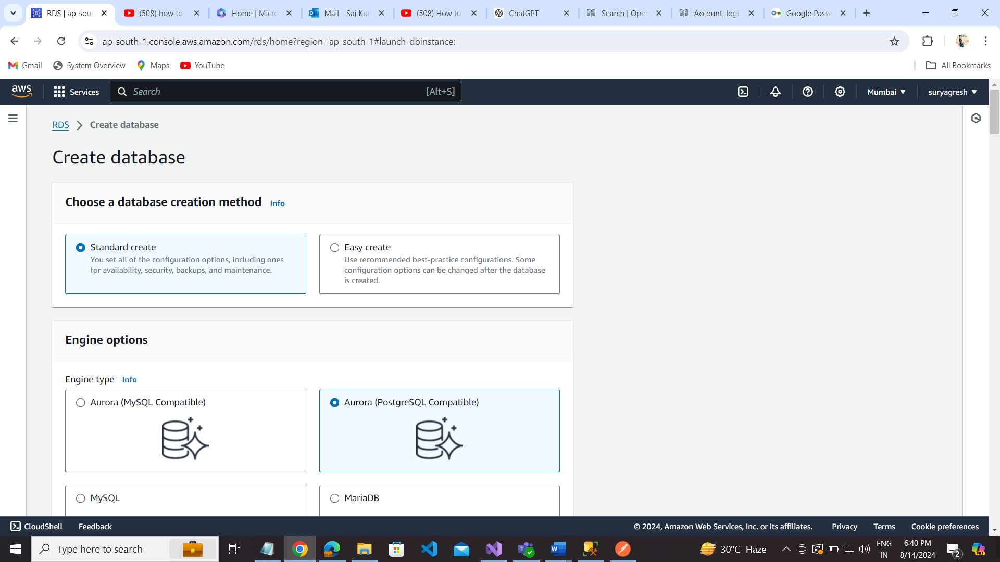 RDS | ap-sout
(508) how to
Home | Micro
Mail - Sai Kur
(508) How to
ChatGPT
Search | Oper
Account, logi
Google Passw
ap-south-1.console.aws.amazon.com/rds/home?region=ap-south-1#launch-dbinstance:
Gmail System Overview Maps YouTube All Bookmarks
aws Services Search [Alt+S] Mumbai suryagresh
RDS Create database
Create database
Choose a database creation method Info
Standard create
You set all of the configuration options, including ones
for availability, security, backups, and maintenance.
Easy create
Use recommended best-practice configurations. Some
configuration options can be changed after the database
is created.
Engine options
Engine type Info
Aurora (MySQL Compatible)
Aurora (PostgreSQL Compatible)
MySQL
MariaDB
CloudShell Feedback © 2024, Amazon Web Services, Inc. or its affiliates. Privacy Terms Cookie preferences
Type here to search
30°C Haze
ENG
IN
6:40 PM
8/14/2024
2
PRE